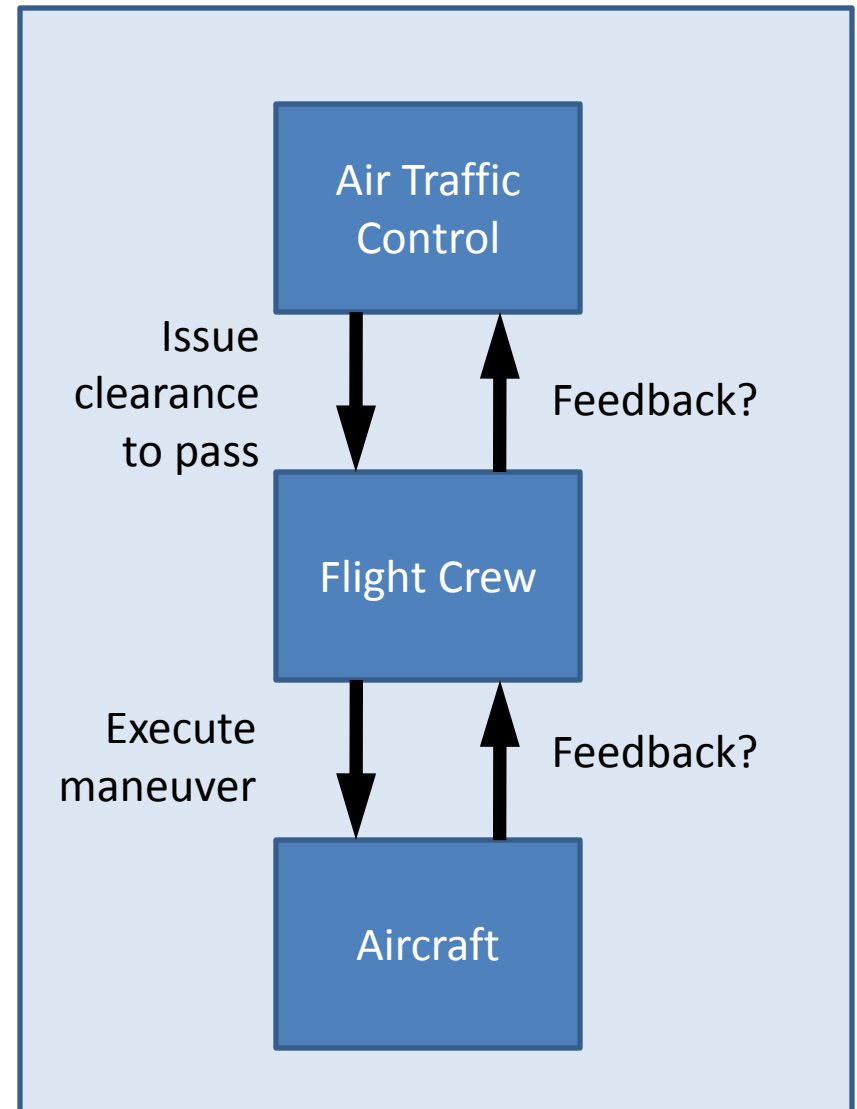 Air Traffic
Control
Issue
clearance
to pass
Feedback?
Flight Crew
Execute
maneuver
Feedback?
Aircraft